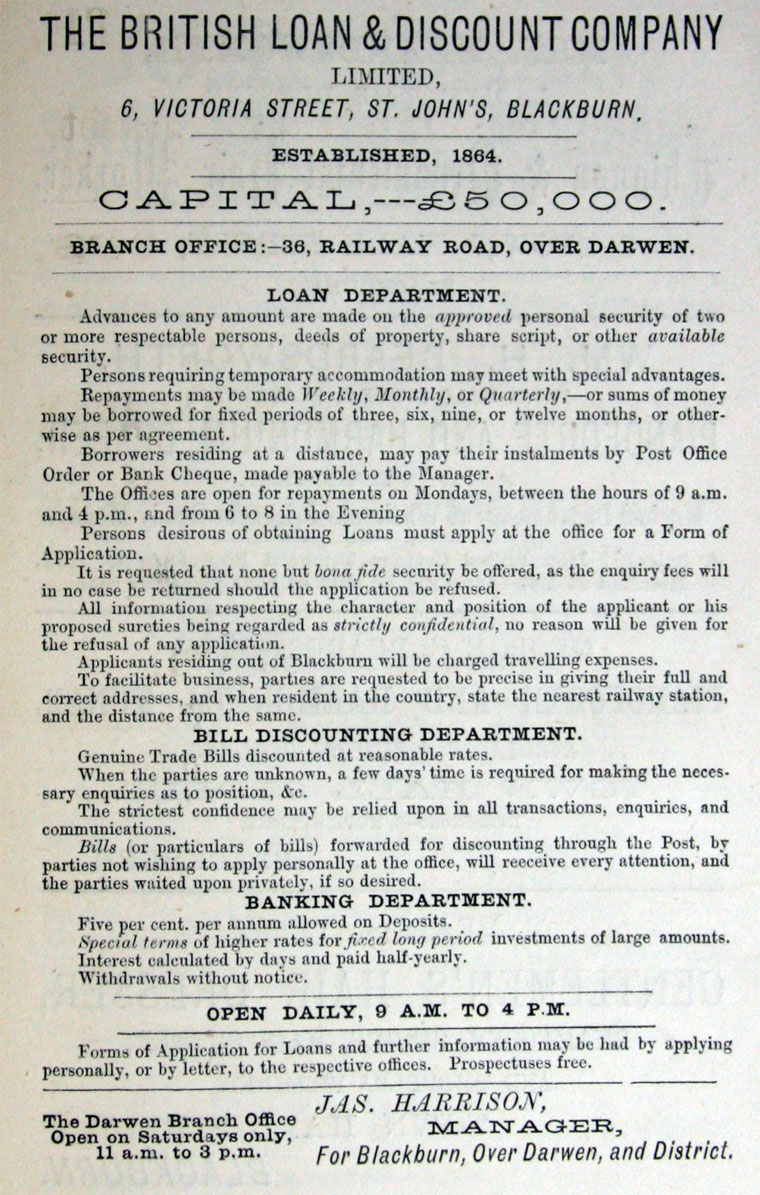 THE BRITISH LOAN & DISCOUNT COMPANY
LIMITED,
6, VICTORIA STREET, ST. JOHN'S, BLACKBURN.
ESTABLISHED, 1864.
CAPITAL,---£50,000.
BRANCH OFFICE:—36, RAILWAY ROAD, OVER DARWEN.
LOAN DEPARTMENT.
Advances to any amount are made on the approved personal security of two
or more respectable persons, deeds of property, share script, or other available
security.
Persons requiring temporary accommodation may meet with special advantages.
Repayments may be made Weekly, Monthly, or Quarterly,—or sums of money
may be borrowed for fixed periods of three, six, nine, or twelve months, or other-
wise as per agreement.
Borrowers residing at a distance, may pay their instalments by Post Office
Order or Bank Cheque, made payable to the Manager.
The Offices are open for repayments on Mondays, between the hours of 9 a.m.
and 4 p.m., and from 6 to 8 in the Evening
Persons desirous of obtaining Loans must apply at the office for a Form of
Application.
It is requested that none but bona fide security be offered, as the enquiry fees will
in no case be returned should the application be refused.
All information respecting the character and position of the applicant or his
proposed sureties being regarded as strictly confidential, no reason will be given for
the refusal of any application.
Applicants residing out of Blackburn will be charged travelling expenses.
To facilitate business, parties are requested to be precise in giving their full and
correct addresses, and when resident in the country, state the nearest railway station,
and the distance from the same.
BILL DISCOUNTING DEPARTMENT.
Genuine Trade Bills discounted at reasonable rates.
When the parties are unknown, a few days' time is required for making the neces-
sary enquiries as to position, &c.
The strictest confidence may be relied upon in all transactions, enquiries, and
communications.
Bills (or particulars of bills) forwarded for discounting through the Post, by
parties not wishing to apply personally at the office, will receive every attention, and
the parties waited upon privately, if so desired.
BANKING DEPARTMENT.
Five per cent. per annum allowed on Deposits.
Special terms of higher rates for fixed long period investments of large amounts.
Interest calculated by days and paid half-yearly.
Withdrawals without notice.
OPEN DAILY, 9 A.M. TO 4 P.M.
Forms of Application for Loans and further information may be had by applying
personally, or by letter, to the respective offices. Prospectuses free.
The Darwen Branch Office
Open on Saturdays only,
11 a.m. to 3 p.m.
JAS. HARRISON,
MANAGER,
For Blackburn, Over Darwen, and District.